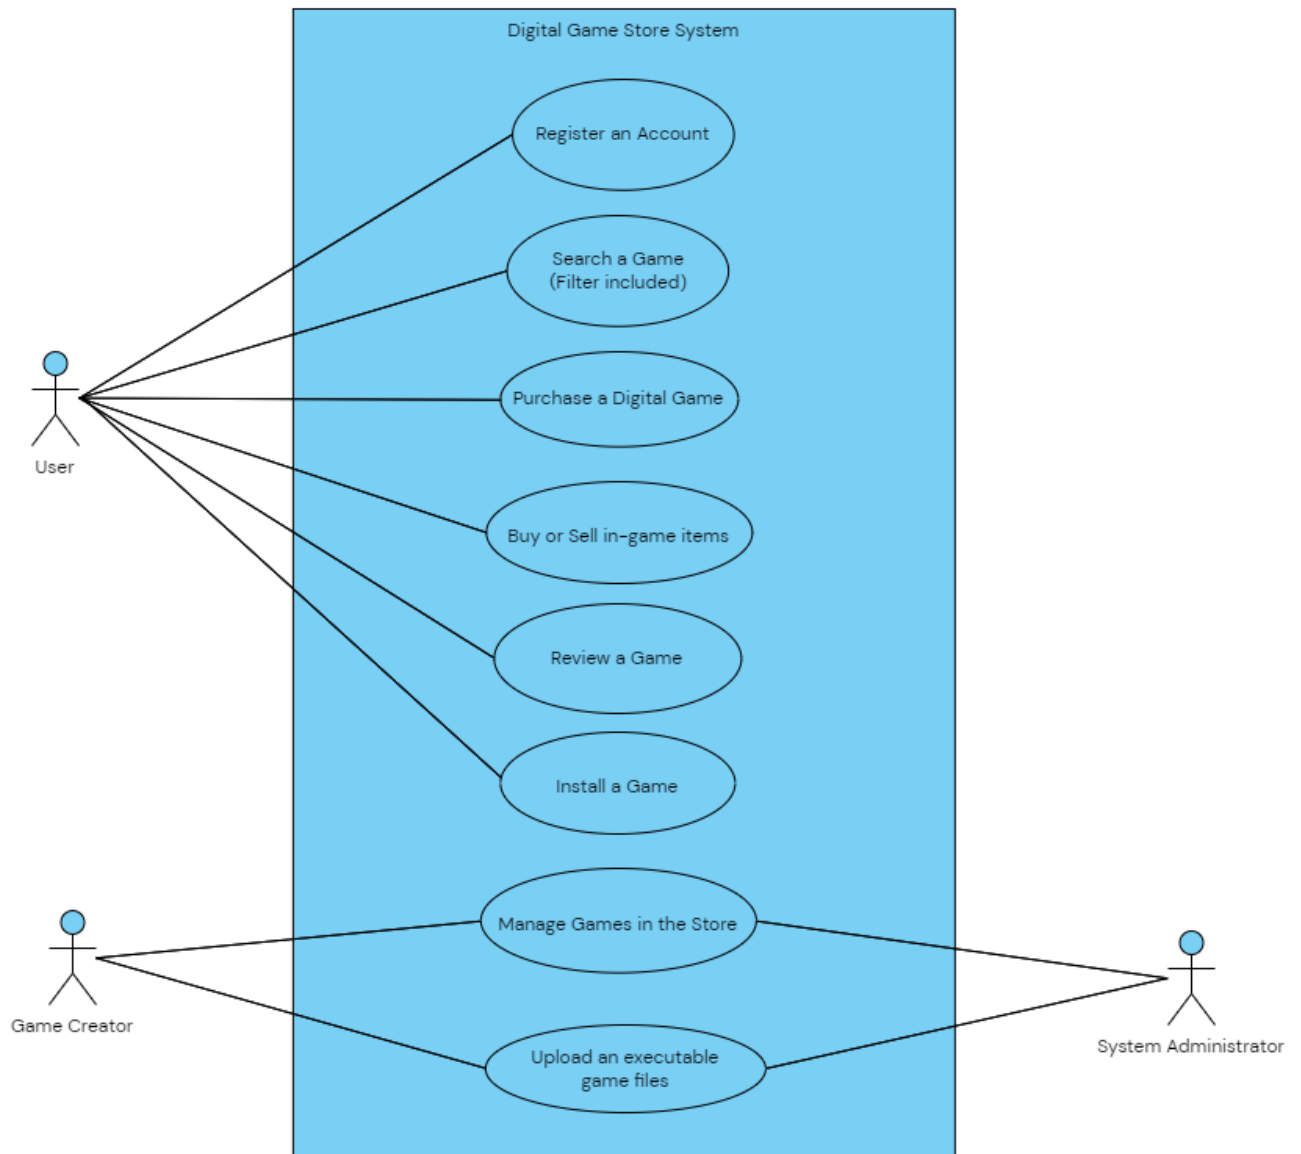 Digital Game Store System
Register an Account
Search a Game
(Filter included)
Purchase a Digital Game
User
Buy or Sell in-game items
Review a Game
Install a Game
Manage Games in the Store
Game Creator
System Administrator
Upload an executable
game files